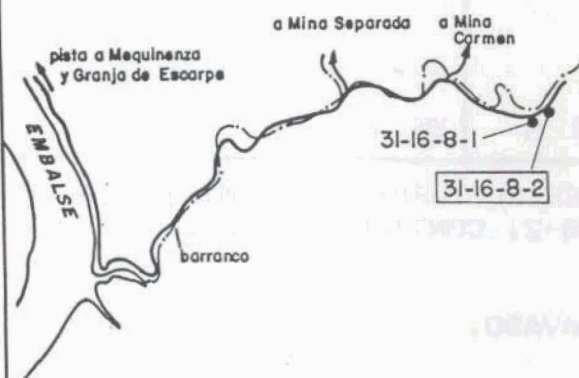 a Mina Separada
a Mina
Carmen
pista a Mequinenza
y Granja de Escarpe
EMBALSE
31-16-8-1
31-16-8-2
barranco